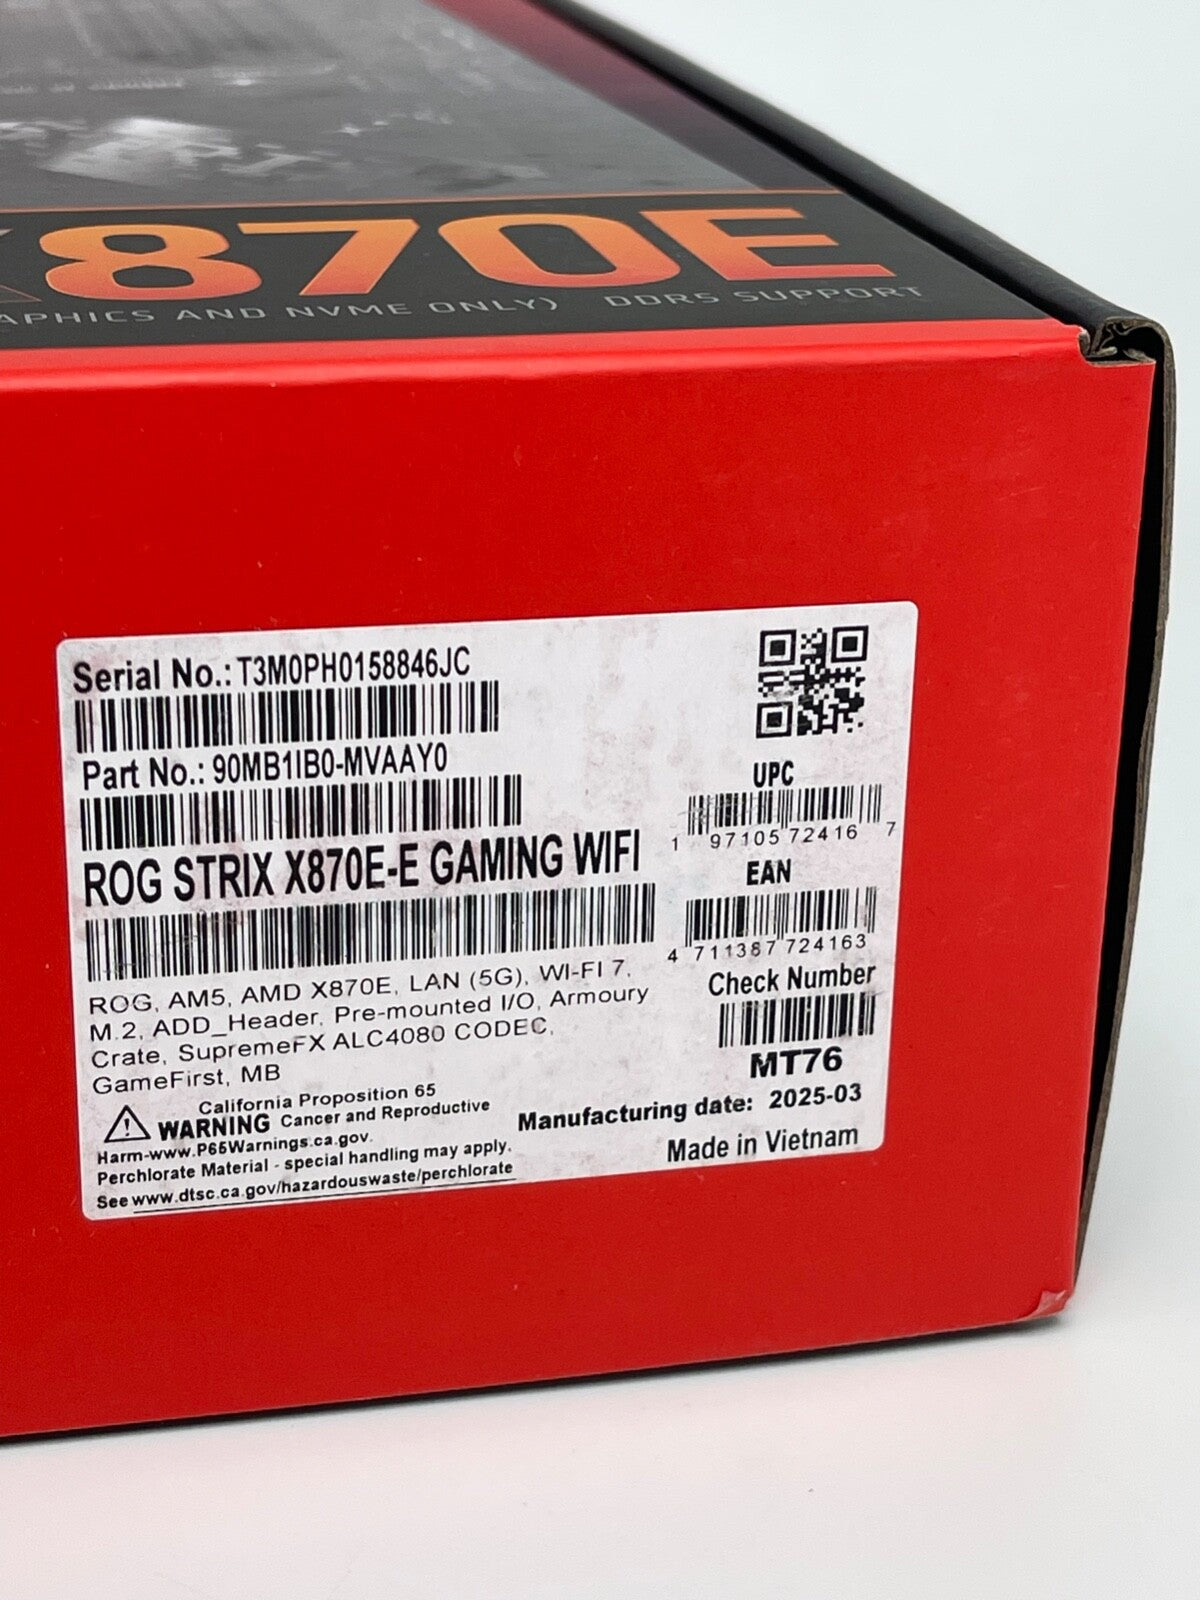 870E
APHICS AND NVME ONLY) DDR5 SUPPORT
Serial No.: T3M0PH0158846JC
Part No.: 90MB1IB0-MVAAY0
ROG STRIX X870E-E GAMING WIFI
ROG, AM5, AMD X870E, LAN (5G), WI-FI 7,
M.2, ADD_Header, Pre-mounted I/O, Armoury
Crate, SupremeFX ALC4080 CODEC,
GameFirst, MB
California Proposition 65
WARNING Cancer and Reproductive
Harm-www.P65Warnings.ca.gov.
Perchlorate Material - special handling may apply.
See www.dtsc.ca.gov/hazardouswaste/perchlorate
UPC
1 97105 72416 7
EAN
4 711387 724163
Check Number
MT76
Manufacturing date: 2025-03
Made in Vietnam